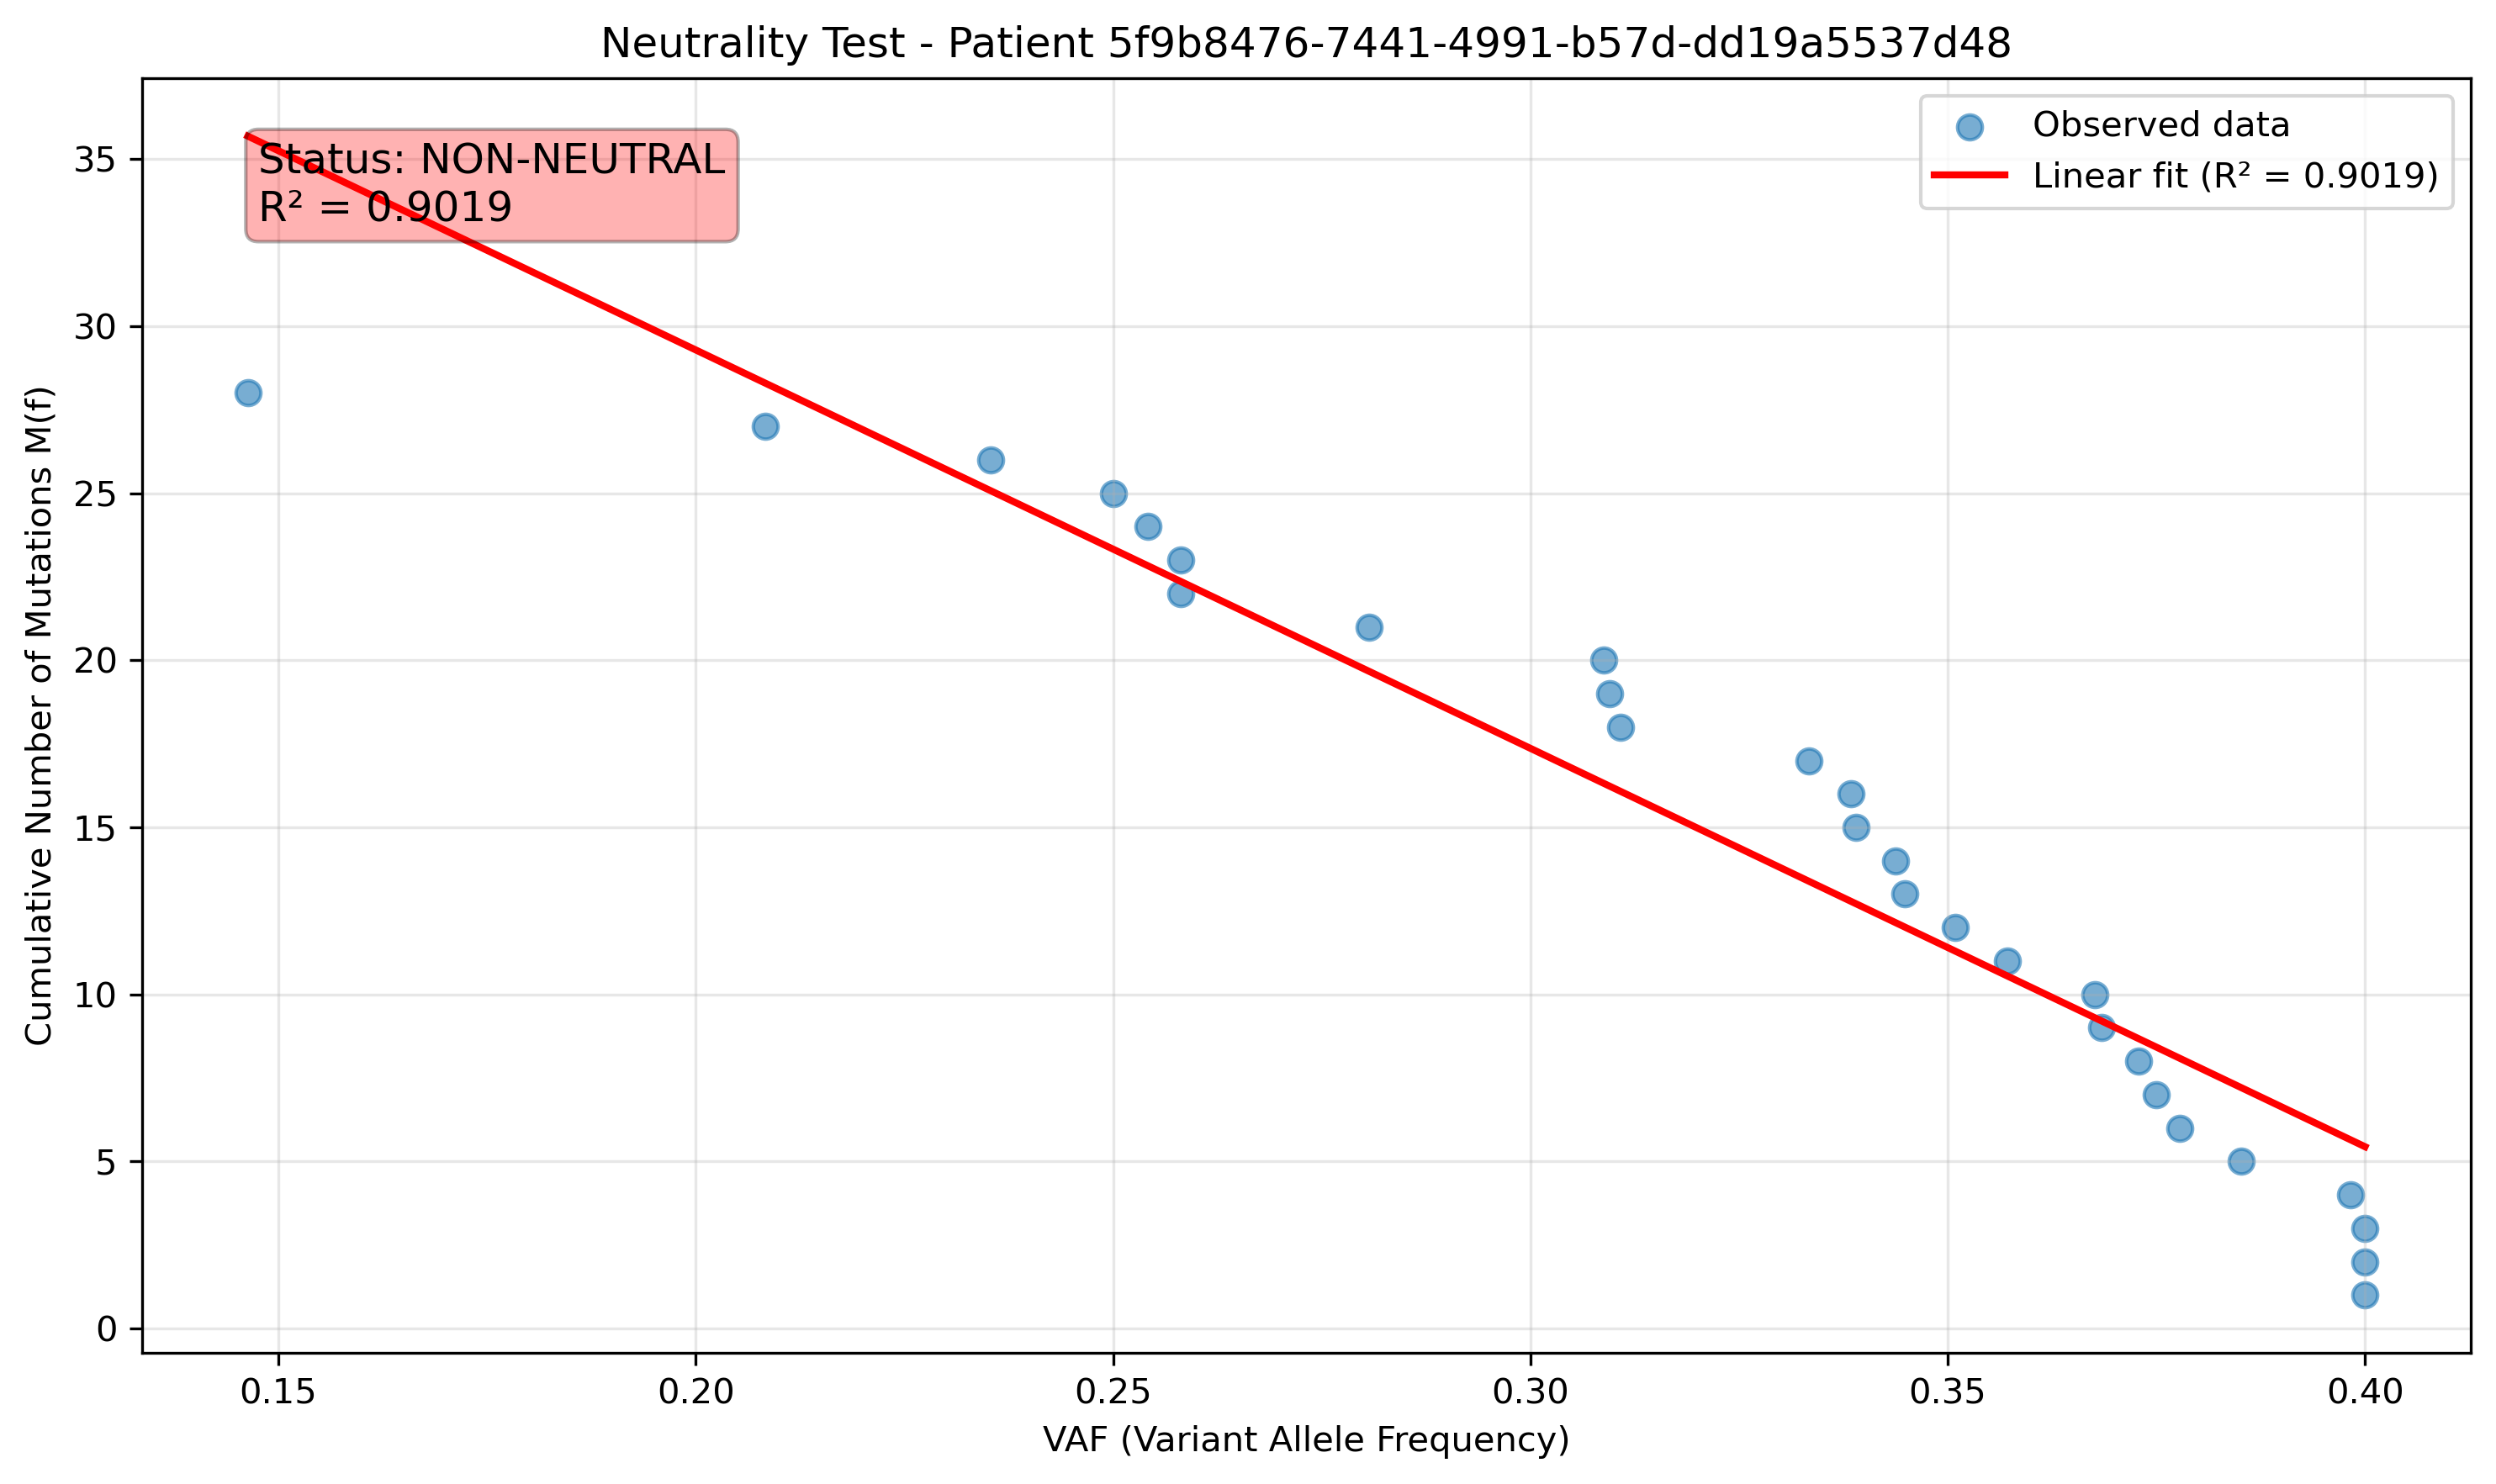 Neutrality Test - Patient 5f9b8476-7441-4991-b57d-dd19a5537d48
Status: NON-NEUTRAL
R² = 0.9019
Observed data
Linear fit (R² = 0.9019)
Cumulative Number of Mutations M(f)
35
30
25
20
15
10
5
0
0.15 0.20 0.25 0.30 0.35 0.40
VAF (Variant Allele Frequency)